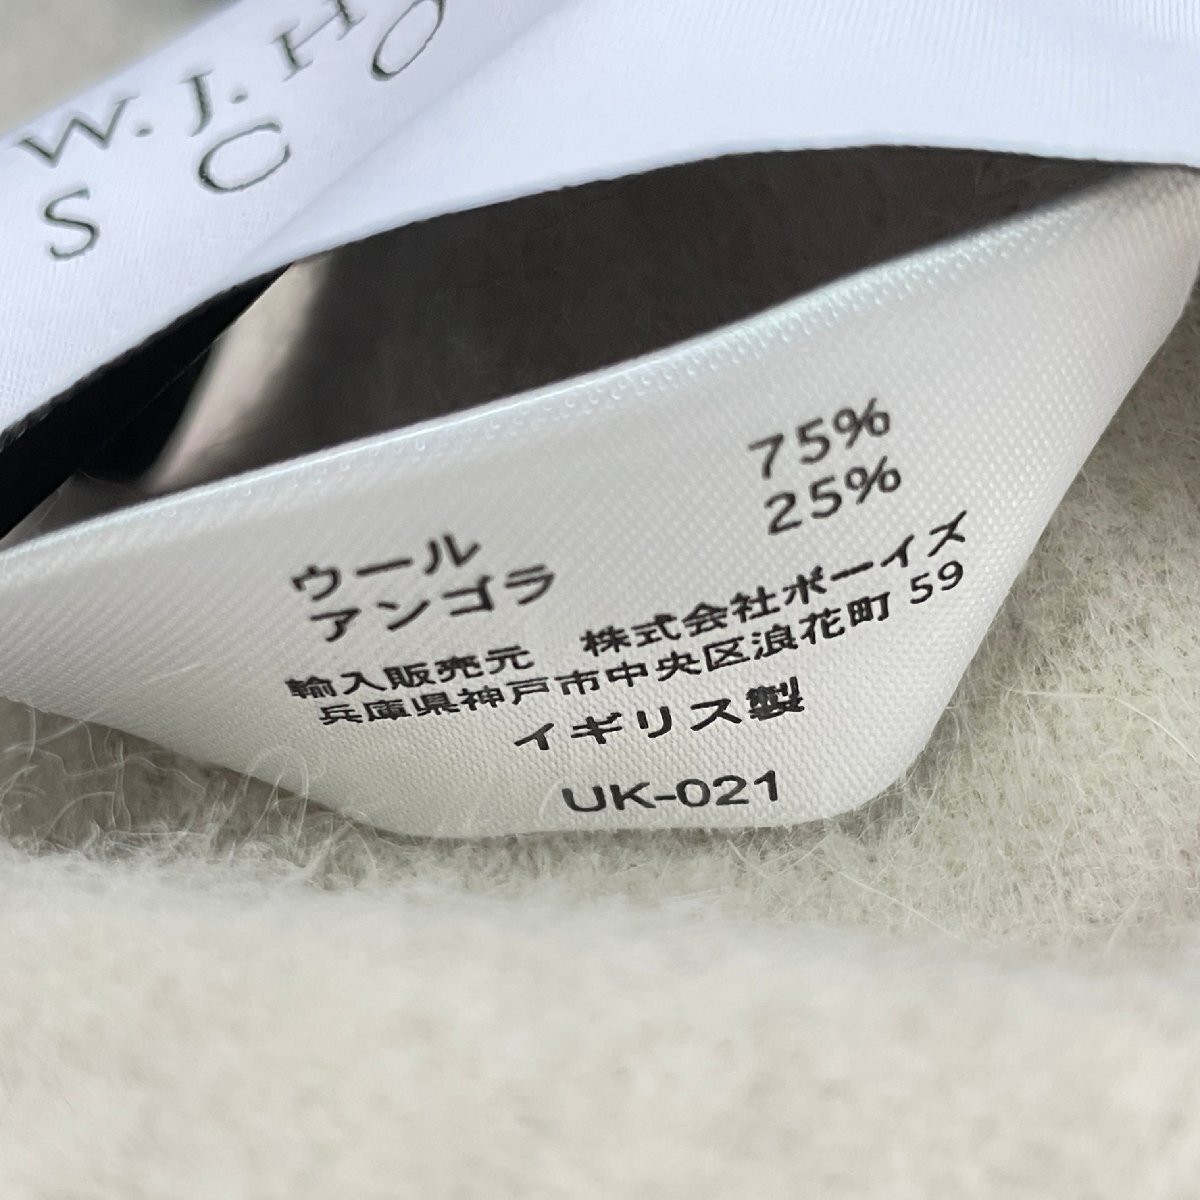 W. J. H
S C O
ウール 75%
アンゴラ 25%
輸入販売元 株式会社ボーイズ
兵庫県神戸市中央区浪花町 59
イギリス製
UK-021